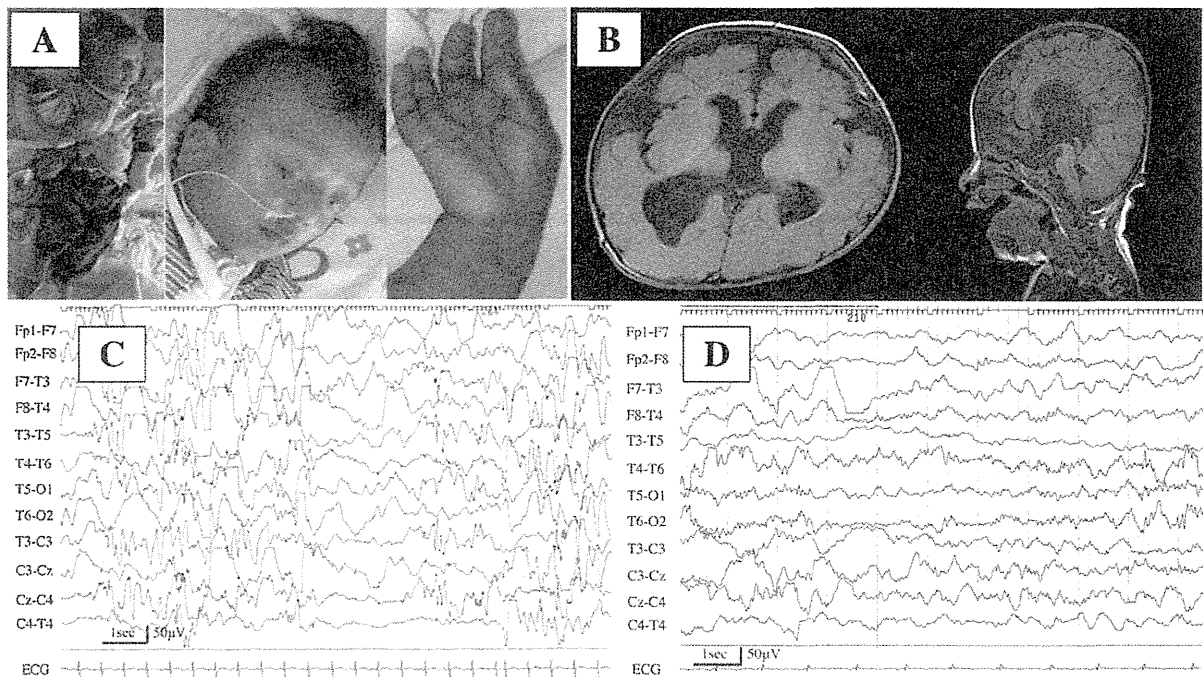 A
B
C
Fp1-F7
Fp2-F8
F7-T3
F8-T4
T3-T5
T4-T6
T5-O1
T6-O2
T3-C3
C3-Cz
Cz-C4
C4-T4
1sec 50μV
ECG
D
210
Fp1-F7
Fp2-F8
F7-T3
F8-T4
T3-T5
T4-T6
T5-O1
T6-O2
T3-C3
C3-Cz
Cz-C4
C4-T4
1sec 50μV
ECG